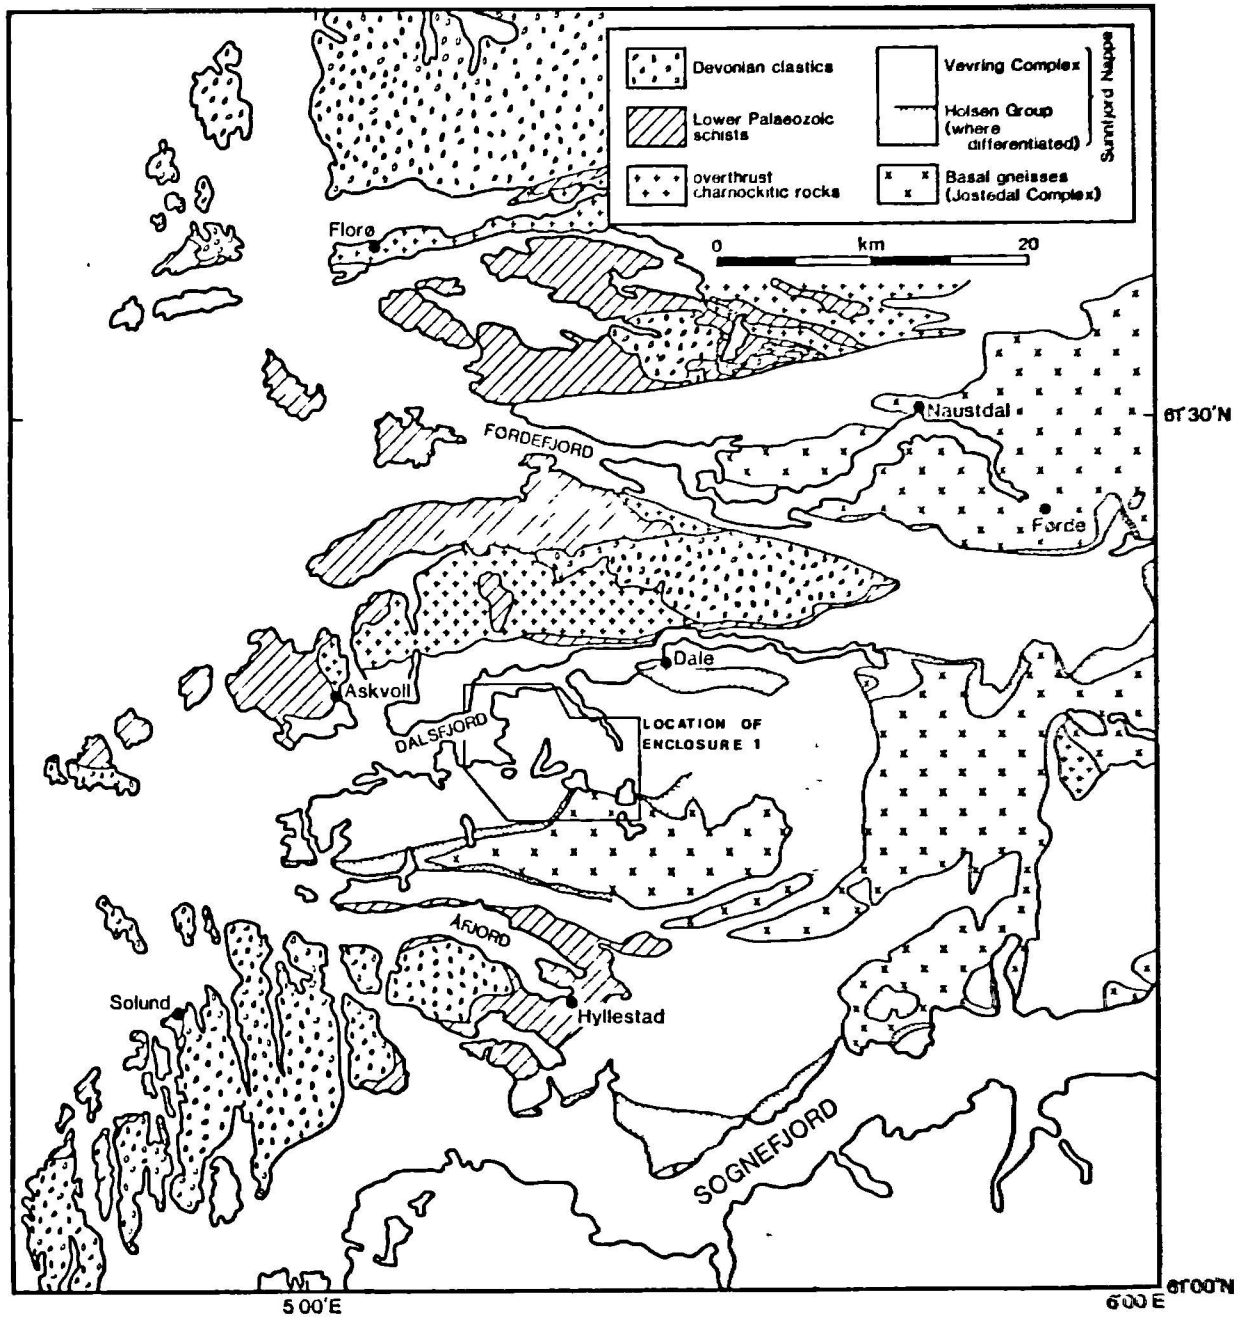 Devonian clastics
Lower Palaeozoic
schists
overthrust
charnockitic rocks
Vevring Complex
Holsen Group
(where
differentiated)
Sunnfjord Nappe
Basal gneisses
(Jostedal Complex)
0 km 20
Florø
Naustdal
61°30'N
FØRDEFJORD
Førde
Dale
Askvoll
DALSFJORD
LOCATION OF
ENCLOSURE 1
ÅFJORD
Solund
Hyllestad
SOGNEFJORD
61°00'N
5°00'E
6°00'E